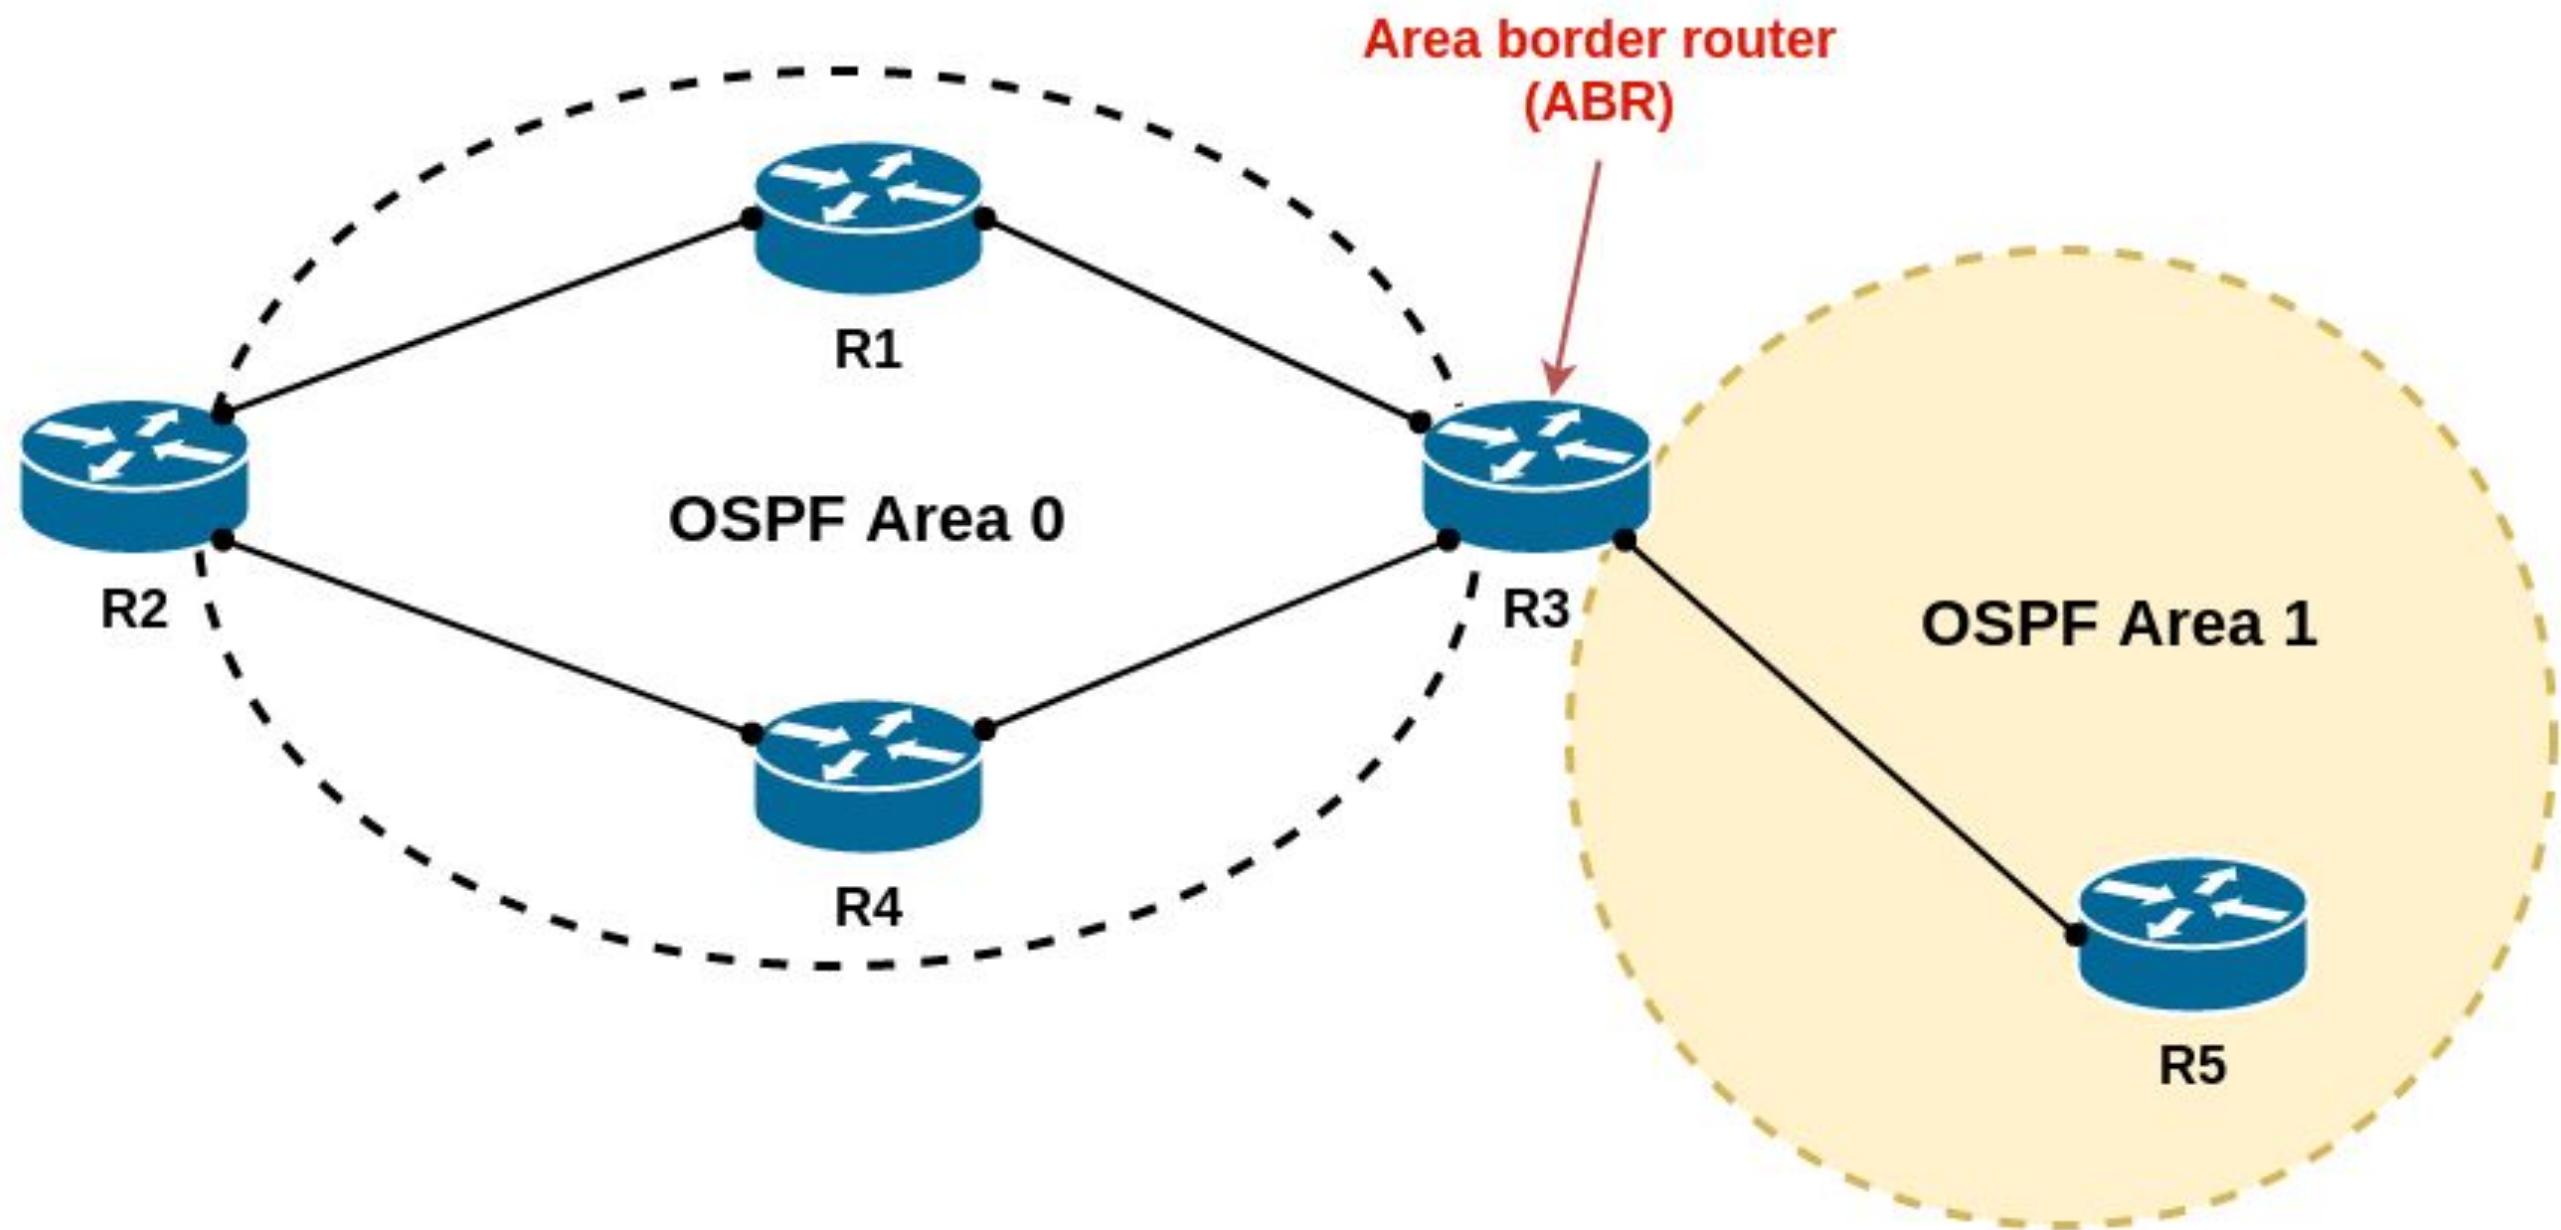 Area border router
(ABR)
R1
OSPF Area 0
R2
R3
OSPF Area 1
R4
R5